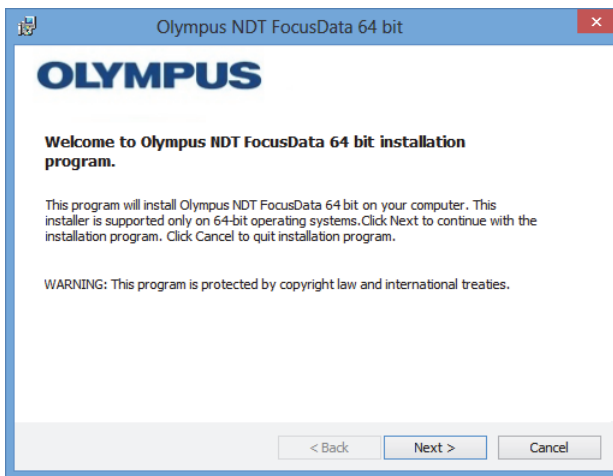 Olympus NDT FocusData 64 bit
OLYMPUS
Welcome to Olympus NDT FocusData 64 bit installation
program.
This program will install Olympus NDT FocusData 64 bit on your computer. This
installer is supported only on 64-bit operating systems.Click Next to continue with the
installation program. Click Cancel to quit installation program.
WARNING: This program is protected by copyright law and international treaties.
< Back Next > Cancel